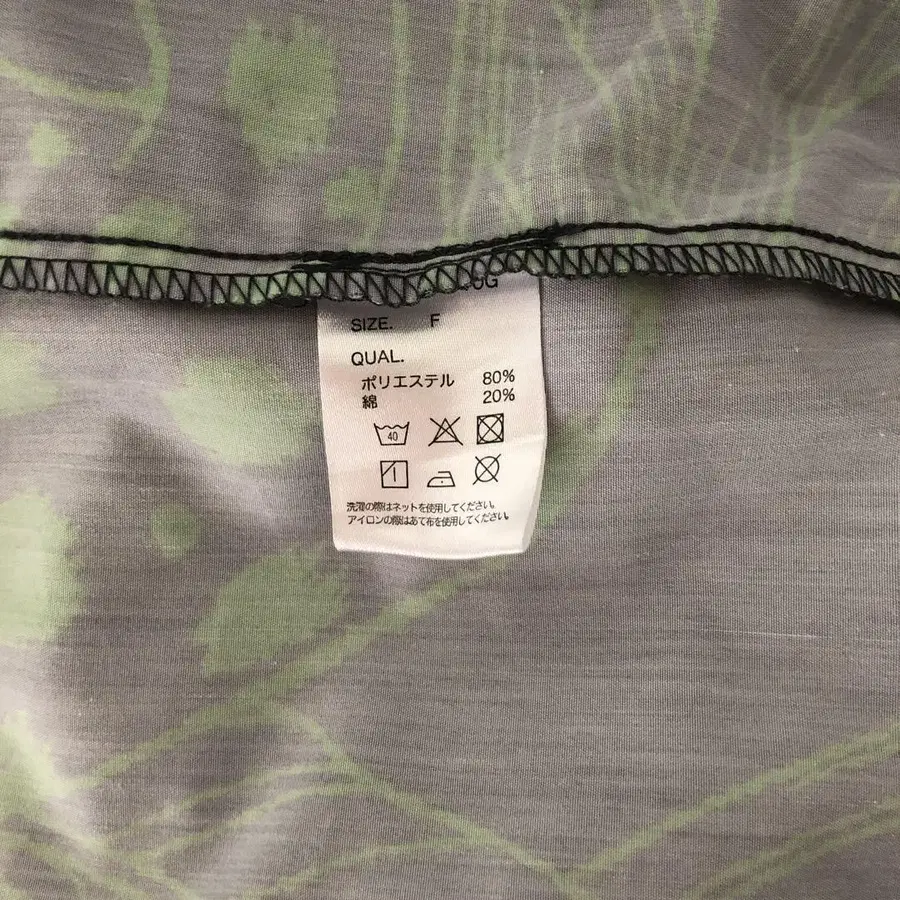 SIZE. F
QUAL.
ポリエステル 80%
綿 20%
40
洗濯の際はネットを使用してください。
アイロンの際はあて布を使用してください。